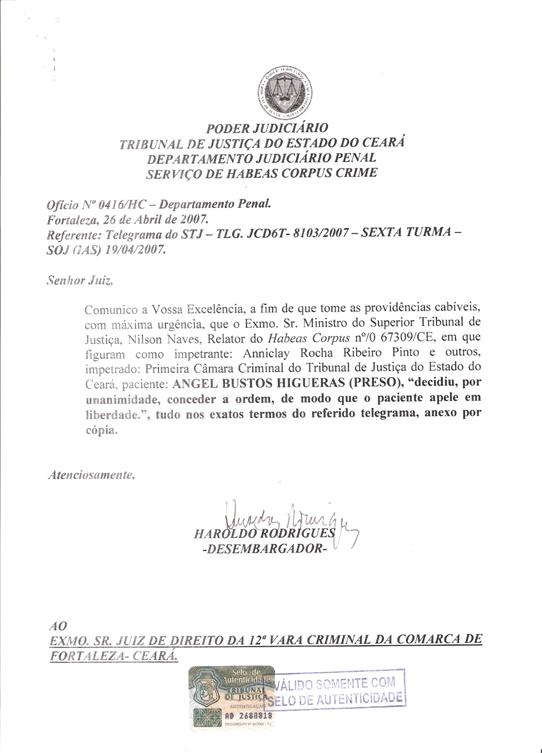 PODER JUDICIÁRIO
TRIBUNAL DE JUSTIÇA DO ESTADO DO CEARÁ
DEPARTAMENTO JUDICIÁRIO PENAL
SERVIÇO DE HABEAS CORPUS CRIME
Ofício Nº 0416/HC – Departamento Penal.
Fortaleza, 26 de Abril de 2007.
Referente: Telegrama do STJ – TLG. JCD6T- 8103/2007 – SEXTA TURMA –
SOJ (IAS) 19/04/2007.
Senhor Juiz,
Comunico a Vossa Excelência, a fim de que tome as providências cabíveis,
com máxima urgência, que o Exmo. Sr. Ministro do Superior Tribunal de
Justiça, Nilson Naves, Relator do Habeas Corpus nº/0 67309/CE, em que
figuram como impetrante: Anniclay Rocha Ribeiro Pinto e outros,
impetrado: Primeira Câmara Criminal do Tribunal de Justiça do Estado do
Ceará, paciente: ANGEL BUSTOS HIGUERAS (PRESO), “decidiu, por
unanimidade, conceder a ordem, de modo que o paciente apele em
liberdade.”, tudo nos exatos termos do referido telegrama, anexo por
cópia.
Atenciosamente,
HAROLDO RODRIGUES
-DESEMBARGADOR-
AO
EXMO. SR. JUIZ DE DIREITO DA 12ª VARA CRIMINAL DA COMARCA DE
FORTALEZA- CEARÁ.
Selo de
Autenticidade
TRIBUNAL
DE JUSTIÇA
AUTENTICAÇÃO
AD 2688818
VÁLIDO SOMENTE COM
SELO DE AUTENTICIDADE